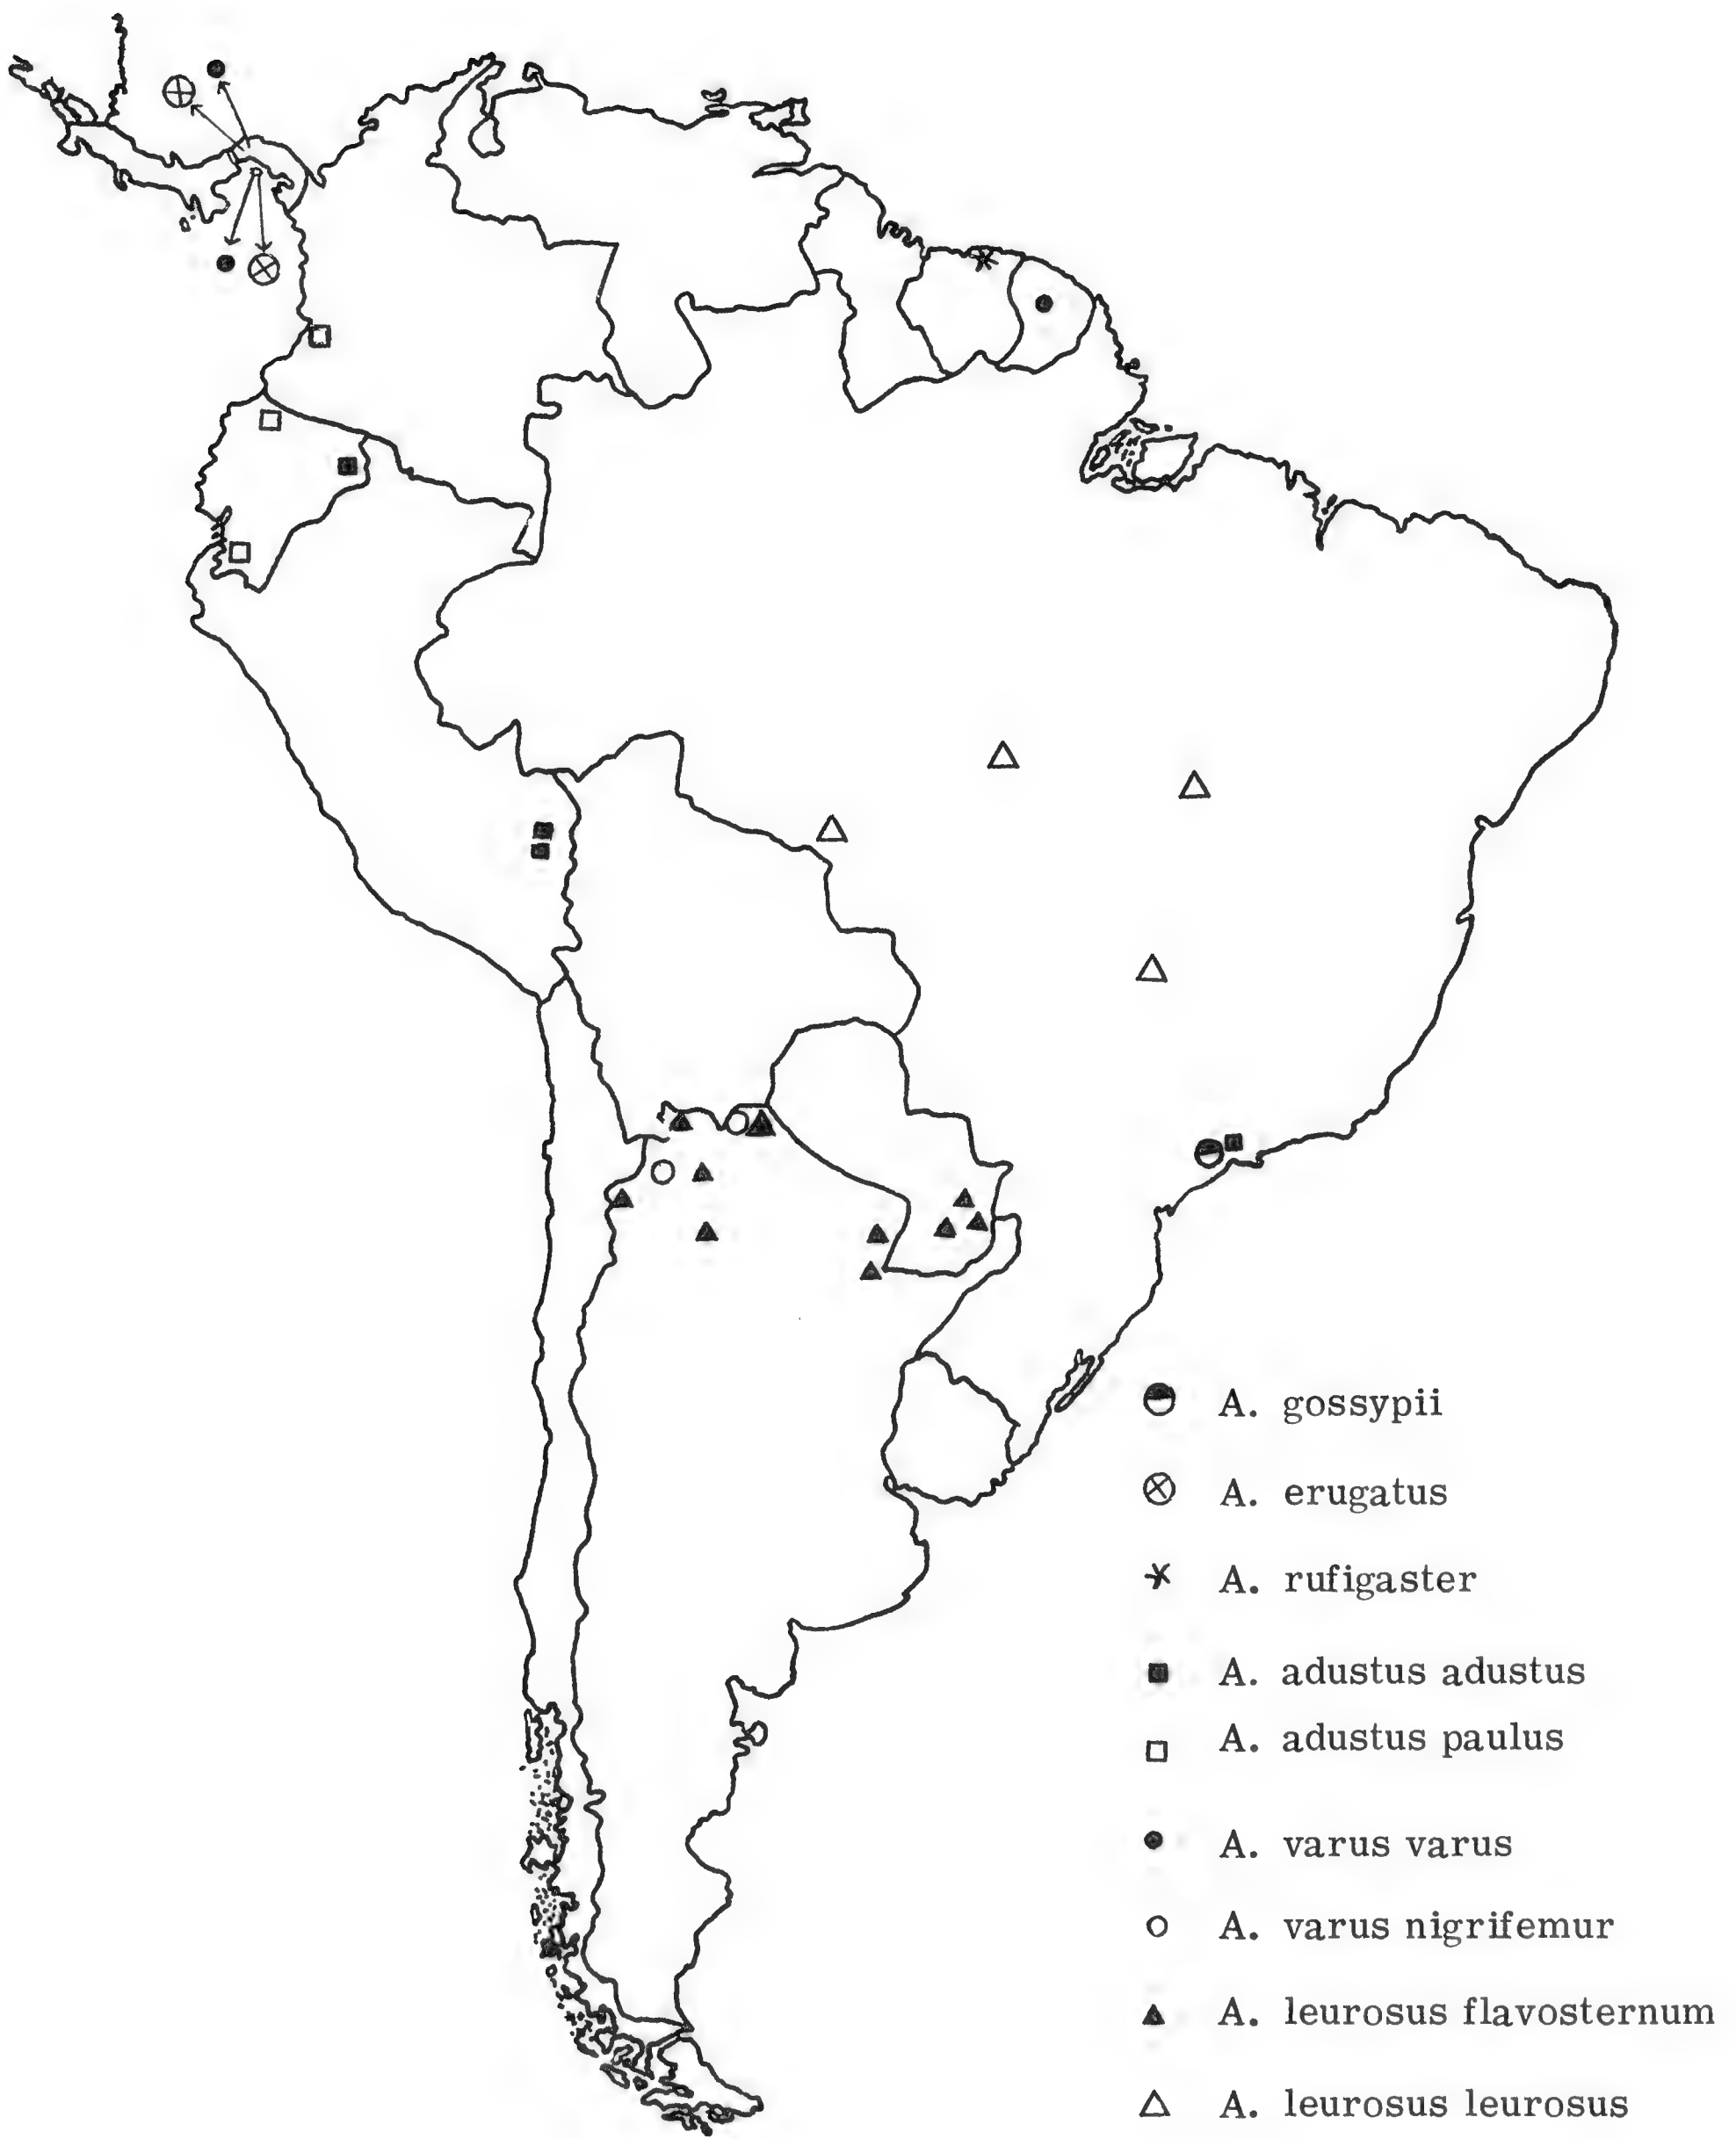 A. gossypii
A. erugatus
A. rufigaster
A. adustus adustus
A. adustus paulus
A. varus varus
A. varus nigrifemur
A. leurosus flavosternum
A. leurosus leurosus